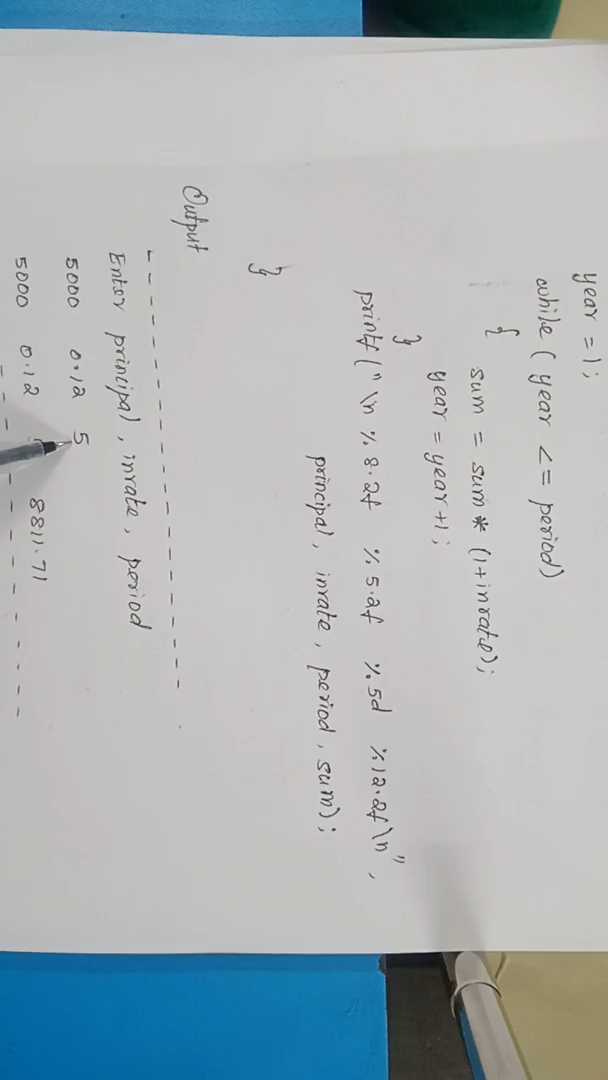 year = 1;
while ( year <= period)
{
sum = sum * (1+inrate);
year = year+1;
}
printf (" \n %8.2f %5.2f %5d %12.2f \n",
principal, inrate, period, sum);
}
Output
Enter principal, inrate, period
5000 0.12 5
5000 0.12 8811.71